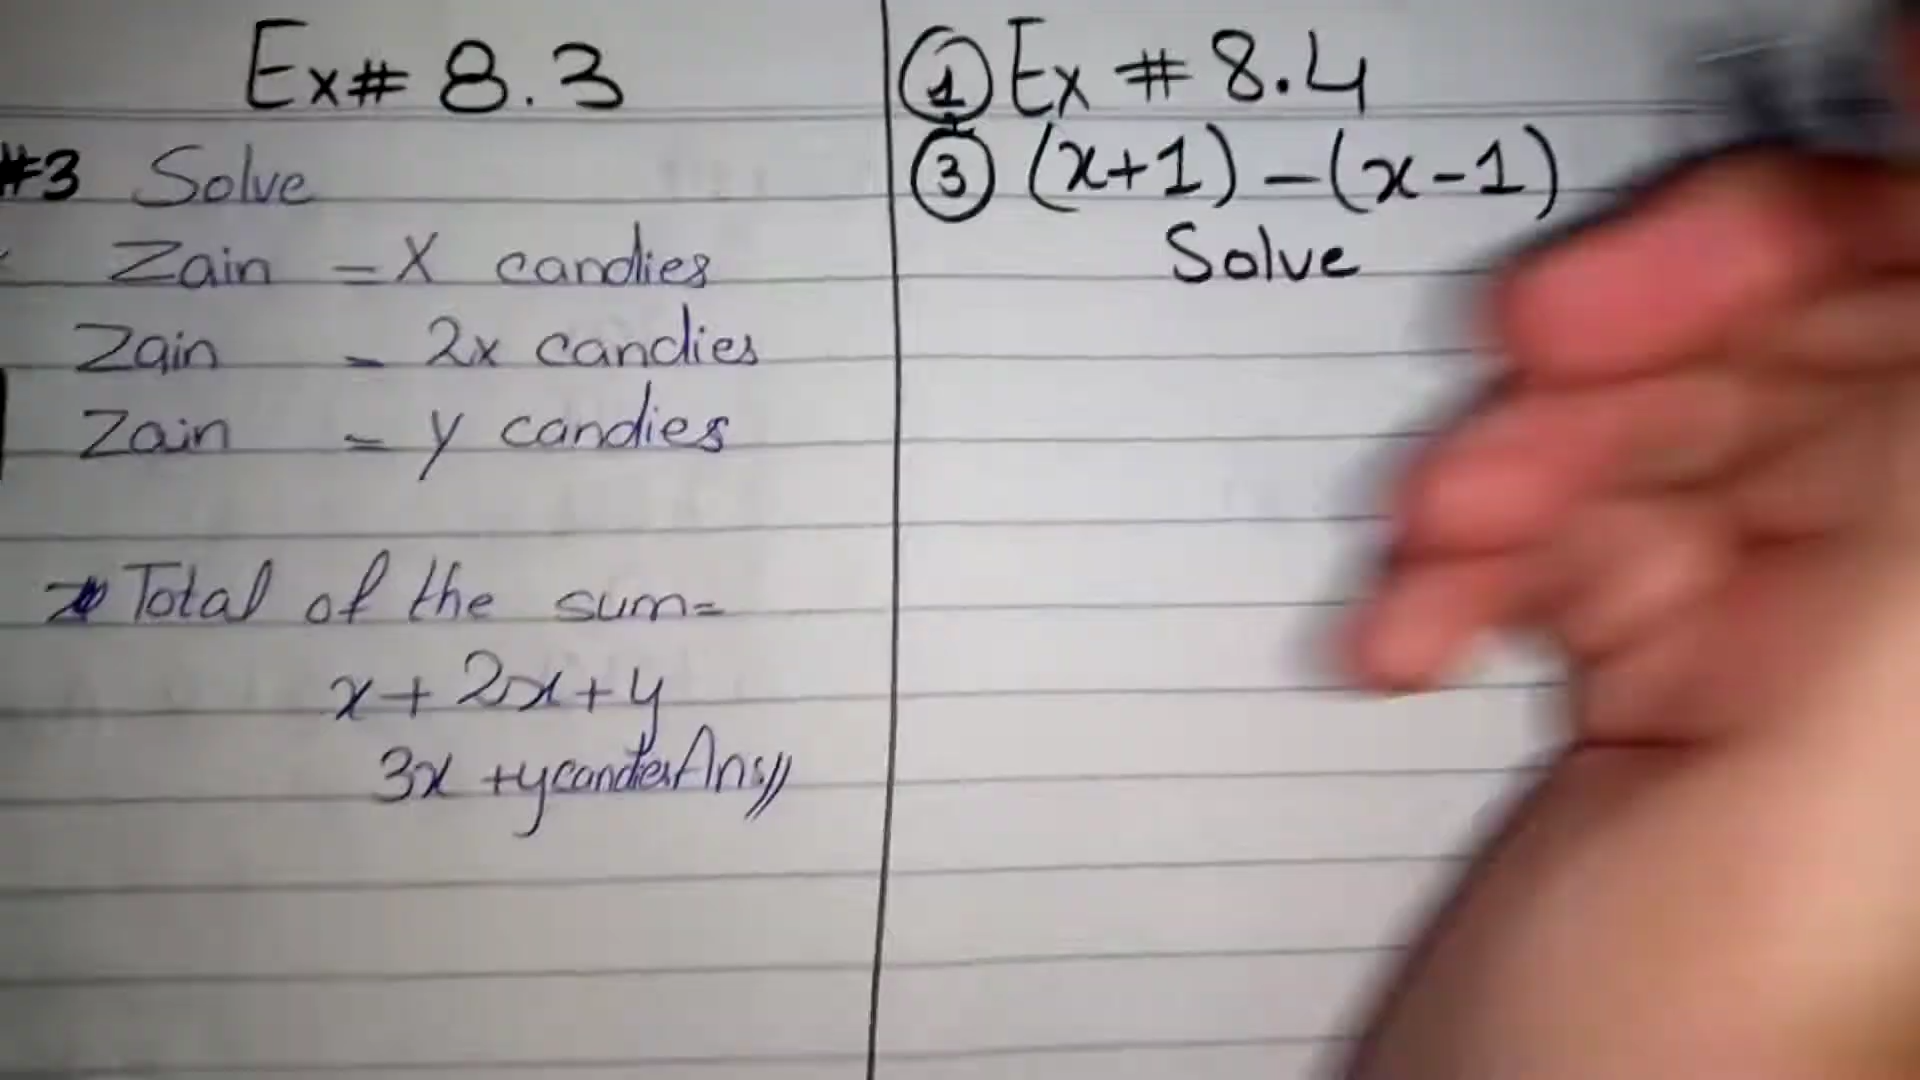 Ex# 8.3
#3 Solve
Zain = X candies
Zain = 2x candies
Zain = y candies
Total of the sum=
x+2x+y
3x +ycandies Ans//
① Ex # 8.4
③ (x+1)-(x-1)
Solve